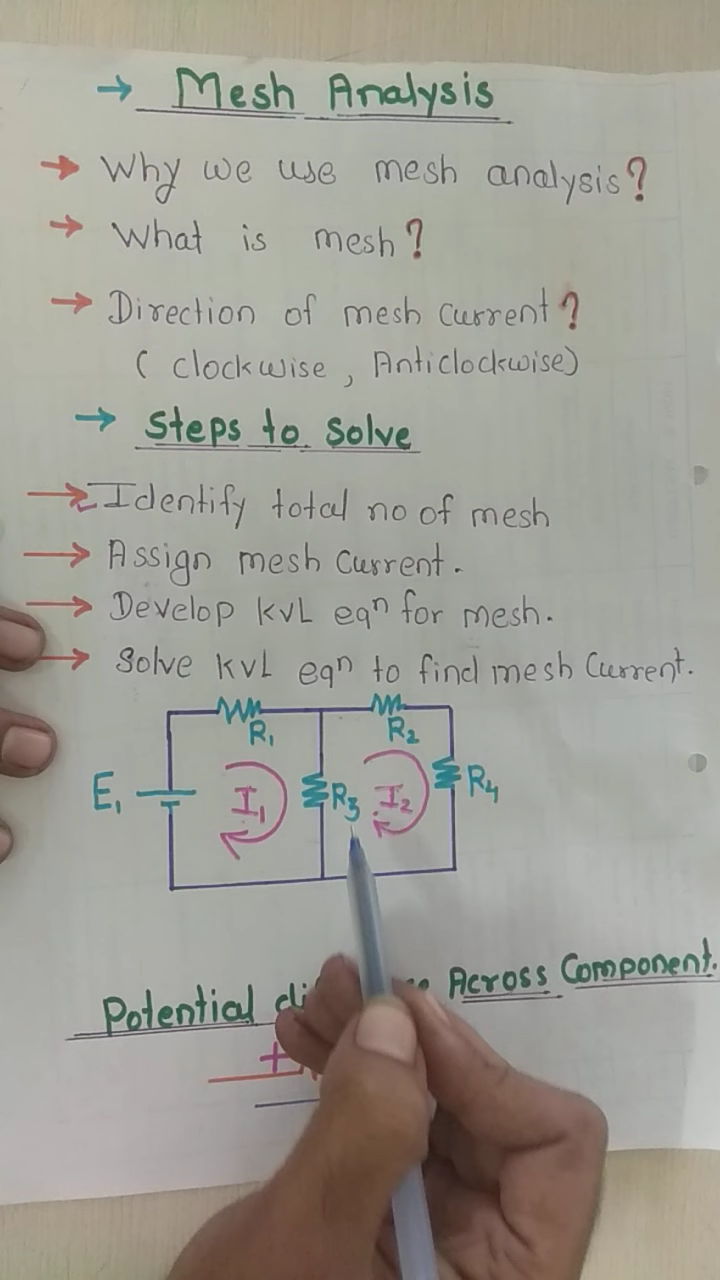 → Mesh Analysis
→ Why we use mesh analysis?
→ What is mesh?
→ Direction of mesh current?
( clockwise , Anticlockwise)
→ Steps to solve
→ Identify total no of mesh
→ Assign mesh current.
→ Develop KVL eqⁿ for mesh.
→ Solve KVL eqⁿ to find mesh current.
R₁ R₂
E₁ I₁ R₃ I₂ R₄
Potential Across Component.
+